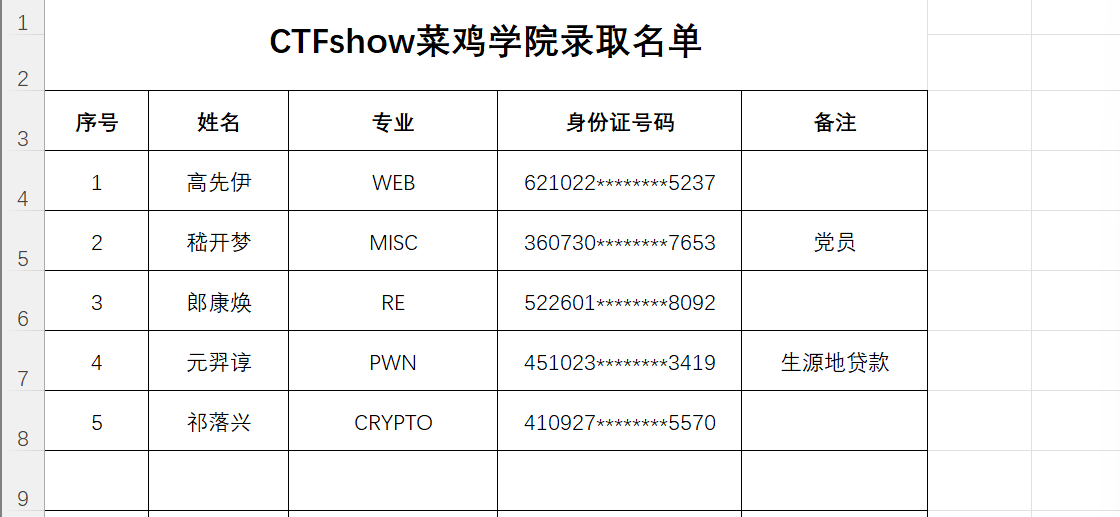 CTFshow菜鸡学院录取名单
序号 姓名 专业 身份证号码 备注
1 高先伊 WEB 621022********5237
2 嵇开梦 MISC 360730********7653 党员
3 郎康焕 RE 522601********8092
4 元羿谆 PWN 451023********3419 生源地贷款
5 祁落兴 CRYPTO 410927********5570
1
2
3
4
5
6
7
8
9